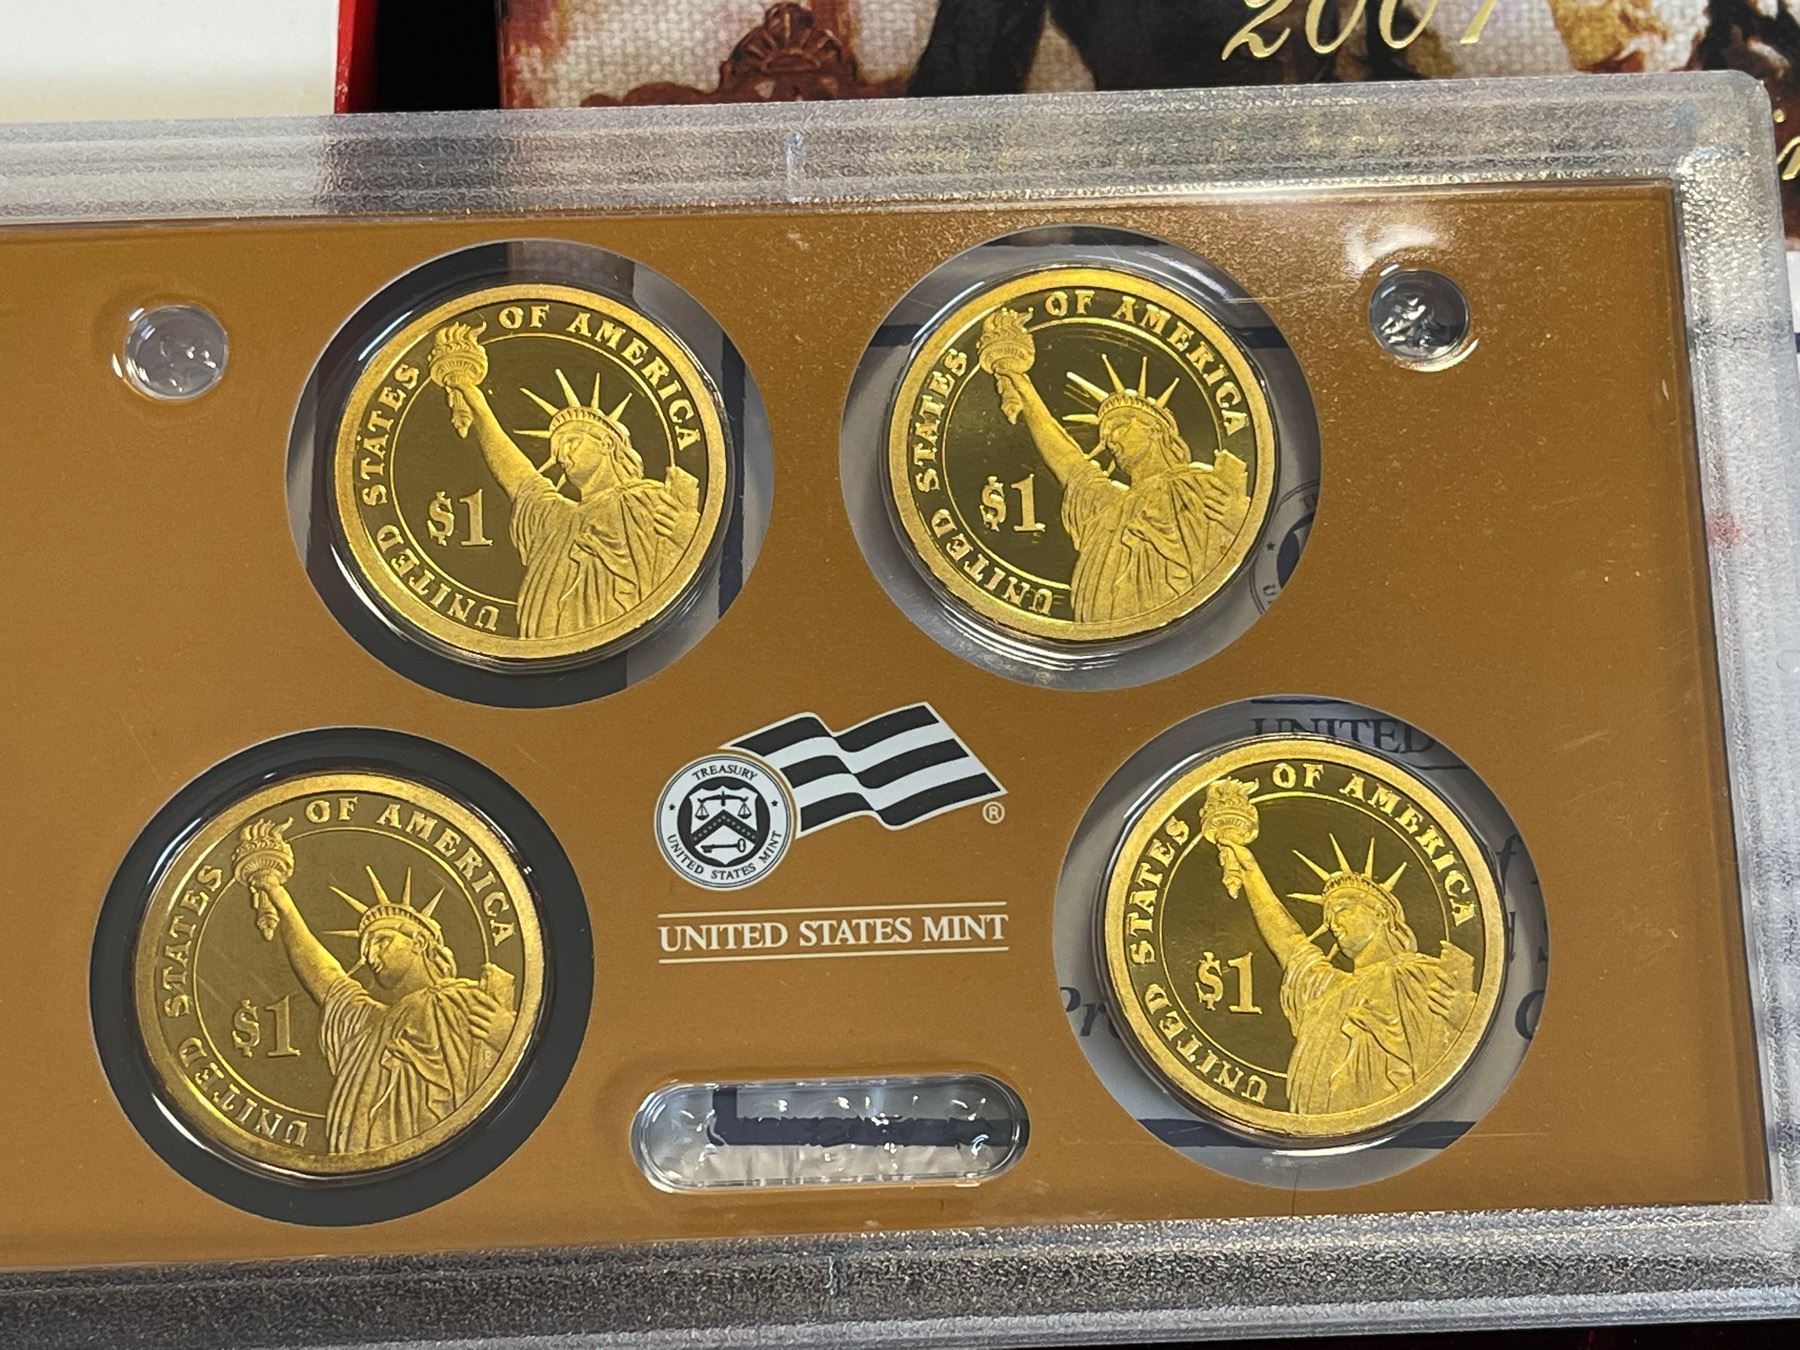 2007
UNITED STATES OF AMERICA
$1
UNITED STATES OF AMERICA
$1
UNITED
TREASURY
UNITED STATES MINT
®
UNITED STATES MINT
UNITED STATES OF AMERICA
$1
UNITED STATES OF AMERICA
$1